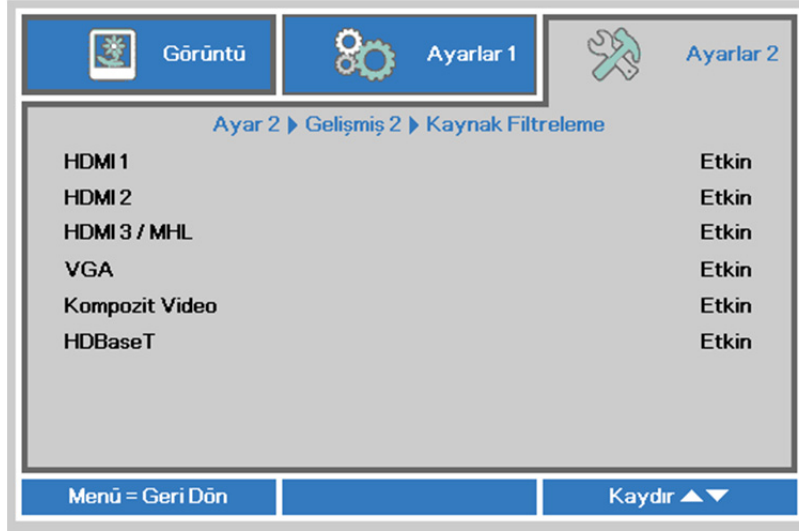 Görüntü
Ayarlar 1
Ayarlar 2
Ayar 2 ▶ Gelişmiş 2 ▶ Kaynak Filtreleme
HDMI 1 Etkin
HDMI 2 Etkin
HDMI 3 / MHL Etkin
VGA Etkin
Kompozit Video Etkin
HDBaseT Etkin
Menü = Geri Dön
Kaydır ▲▼